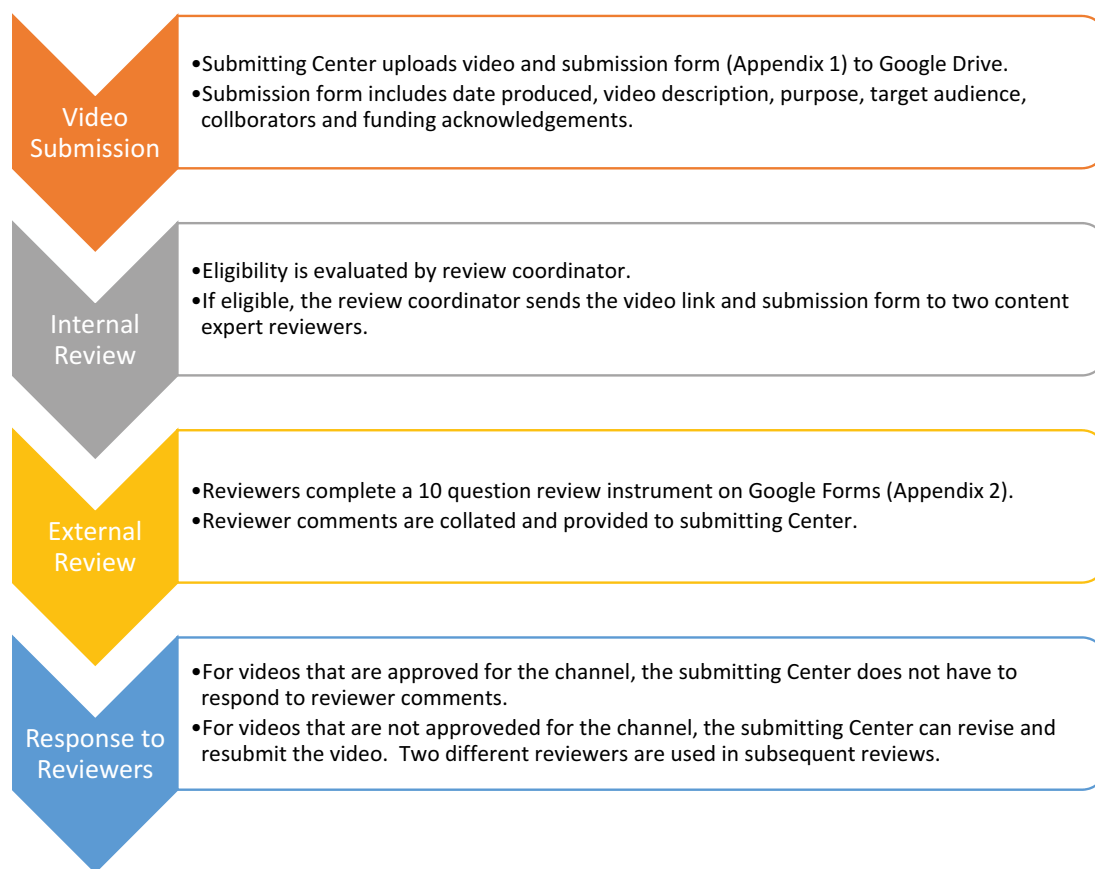 Video
Submission
•Submitting Center uploads video and submission form (Appendix 1) to Google Drive.
•Submission form includes date produced, video description, purpose, target audience,
collborators and funding acknowledgements.
Internal
Review
•Eligibility is evaluated by review coordinator.
•If eligible, the review coordinator sends the video link and submission form to two content
expert reviewers.
External
Review
•Reviewers complete a 10 question review instrument on Google Forms (Appendix 2).
•Reviewer comments are collated and provided to submitting Center.
Response to
Reviewers
•For videos that are approved for the channel, the submitting Center does not have to
respond to reviewer comments.
•For videos that are not approveded for the channel, the submitting Center can revise and
resubmit the video.  Two different reviewers are used in subsequent reviews.